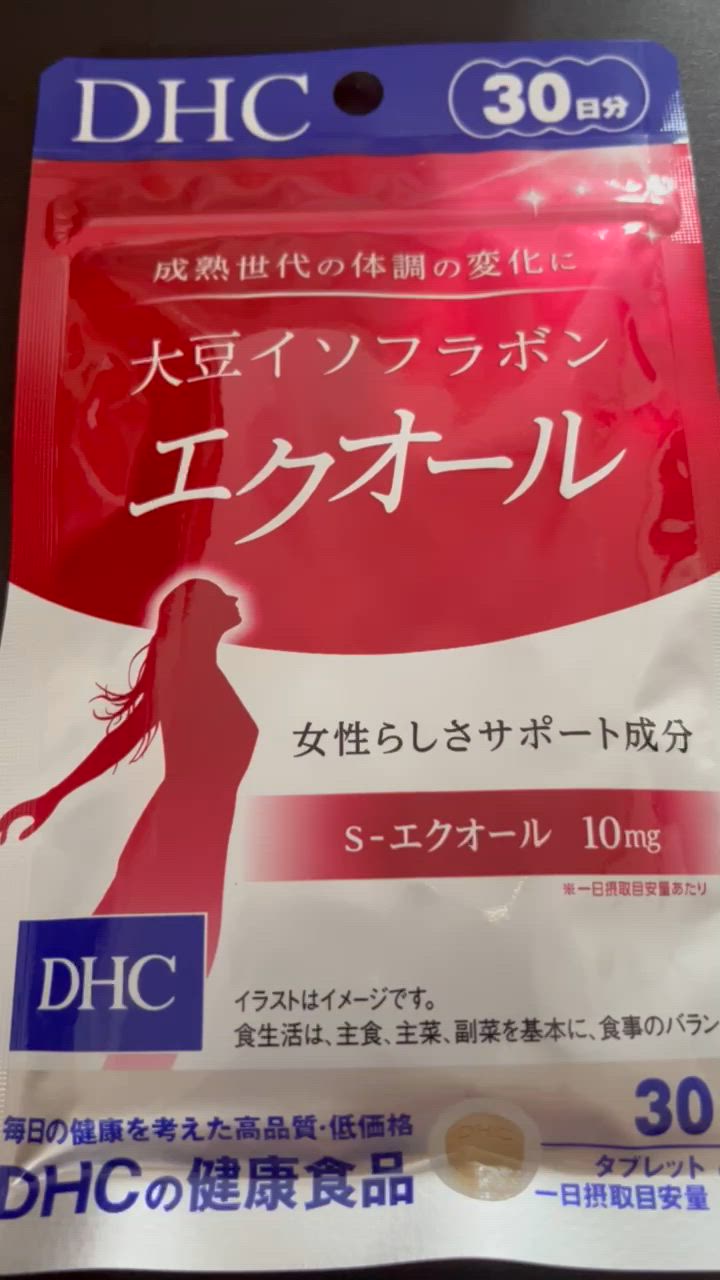 DHC
30日分
成熟世代の体調の変化に
大豆イソフラボン
エクオール
女性らしさサポート成分
S-エクオール 10mg
※一日摂取目安量あたり
DHC
イラストはイメージです。
食生活は、主食、主菜、副菜を基本に、食事のバラン
毎日の健康を考えた高品質・低価格
DHCの健康食品
DHC
30
タブレット
一日摂取目安量